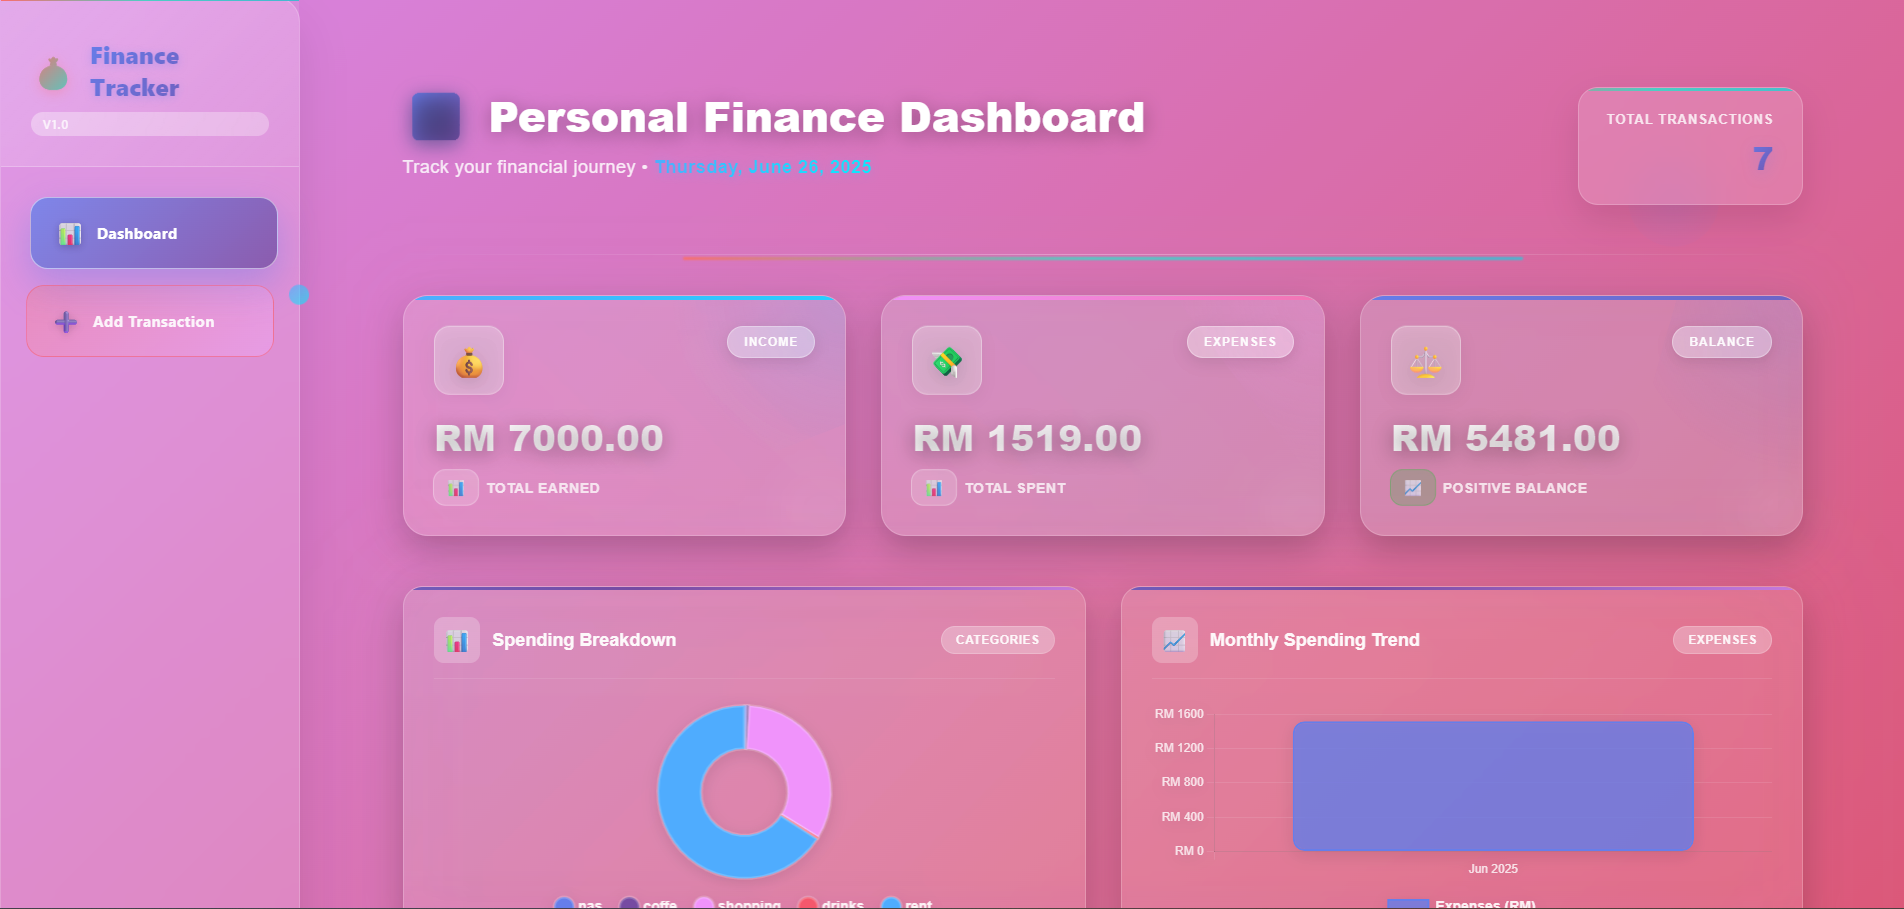 Finance
Tracker
V1.0
Dashboard
Add Transaction
Personal Finance Dashboard
Track your financial journey • Thursday, June 26, 2025
TOTAL TRANSACTIONS
7
INCOME
RM 7000.00
TOTAL EARNED
EXPENSES
RM 1519.00
TOTAL SPENT
BALANCE
RM 5481.00
POSITIVE BALANCE
Spending Breakdown
CATEGORIES
nas coffe shopping drinks rent
Monthly Spending Trend
EXPENSES
RM 1600
RM 1200
RM 800
RM 400
RM 0
Jun 2025
Expenses (RM)